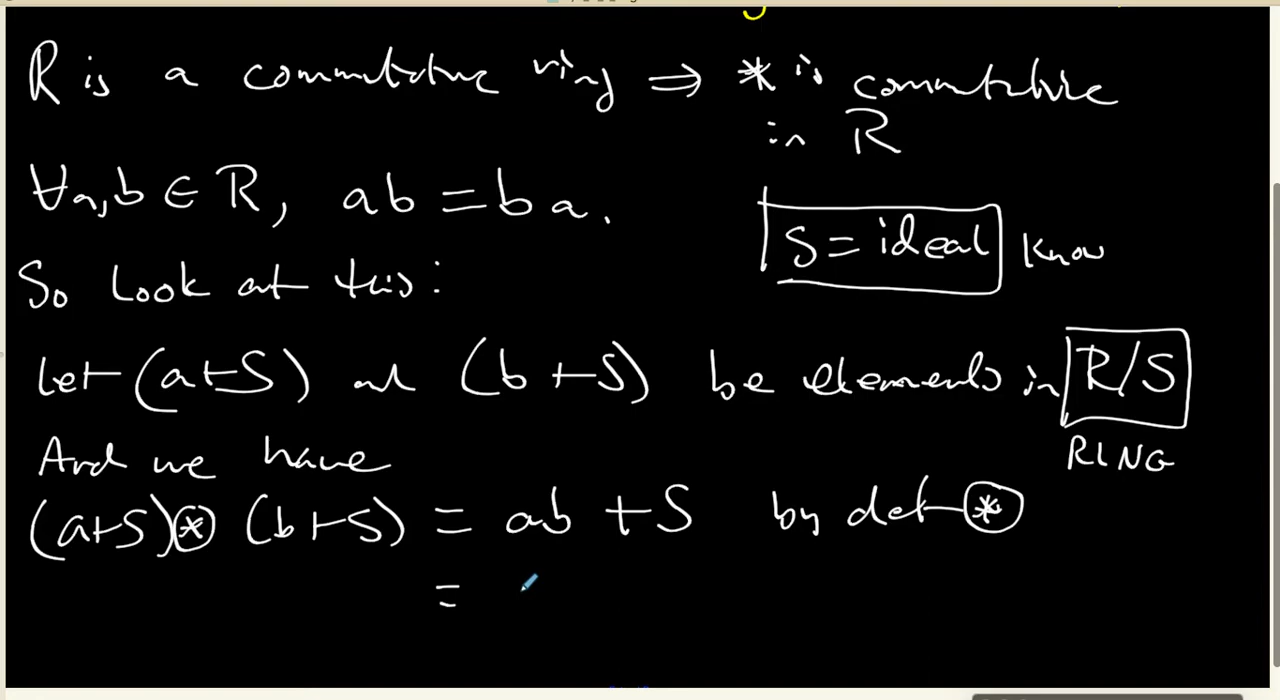 R is a commutative ring ⇒ * is commutative
in R
∀a,b ∈ R, ab = ba.
S = ideal know
So Look at this:
Let (a+S) and (b+S) be elements in R/S
RING
And we have
(a+S)⊛(b+S) = ab + S by def ⊛
=